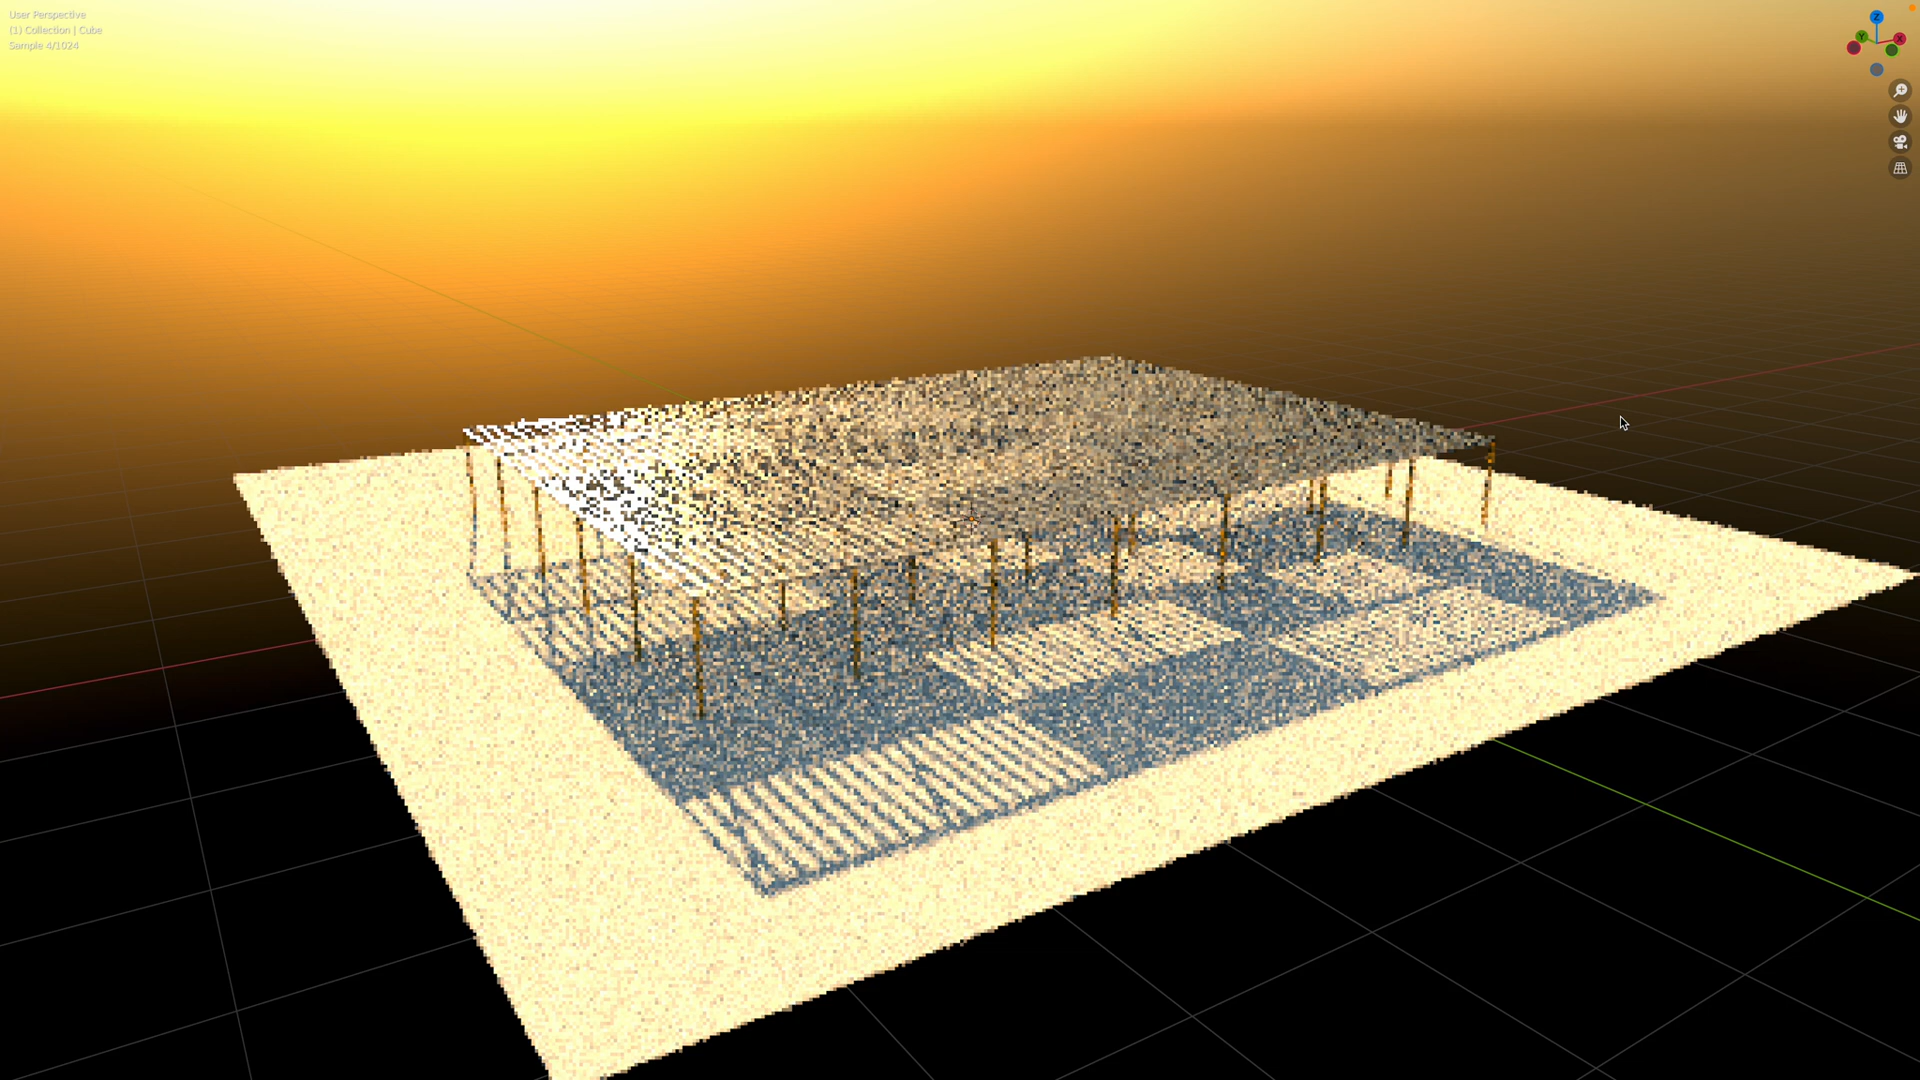 User Perspective
(1) Collection | Cube
Sample 4/1024
Z
Y
X